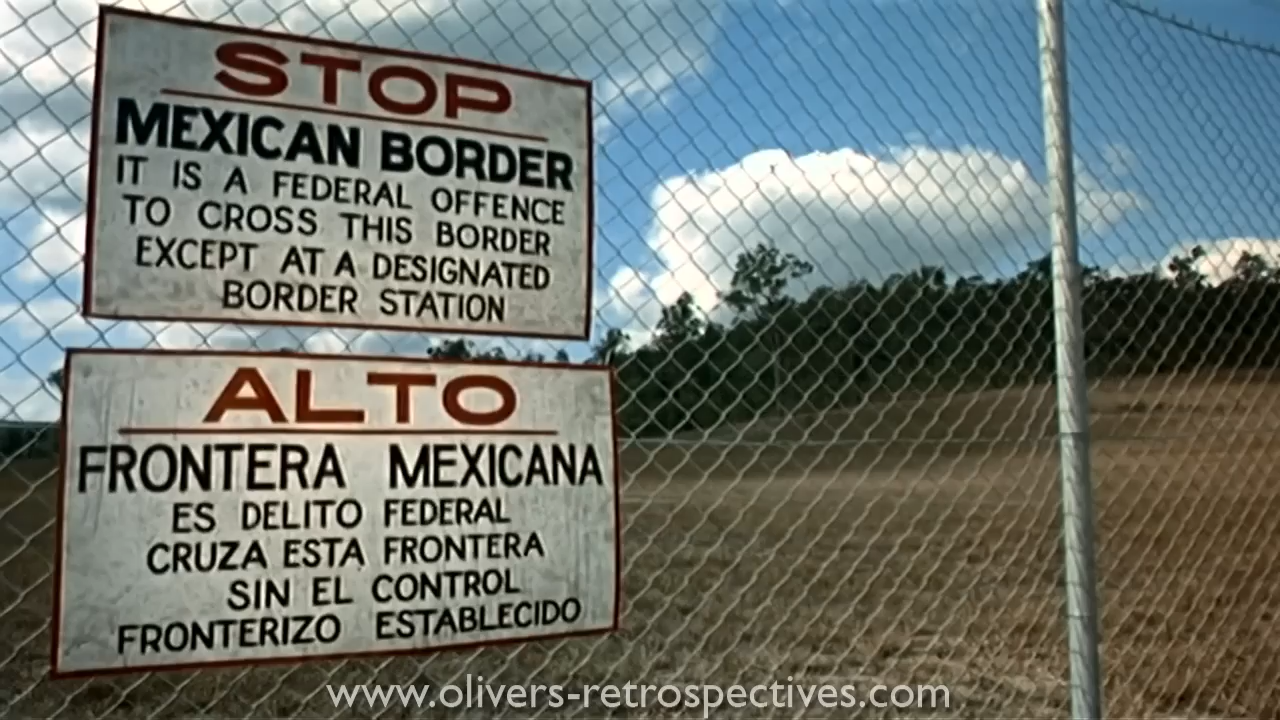 STOP
MEXICAN BORDER
IT IS A FEDERAL OFFENCE
TO CROSS THIS BORDER
EXCEPT AT A DESIGNATED
BORDER STATION
ALTO
FRONTERA MEXICANA
ES DELITO FEDERAL
CRUZA ESTA FRONTERA
SIN EL CONTROL
FRONTERIZO ESTABLECIDO
www.olivers-retrospectives.com